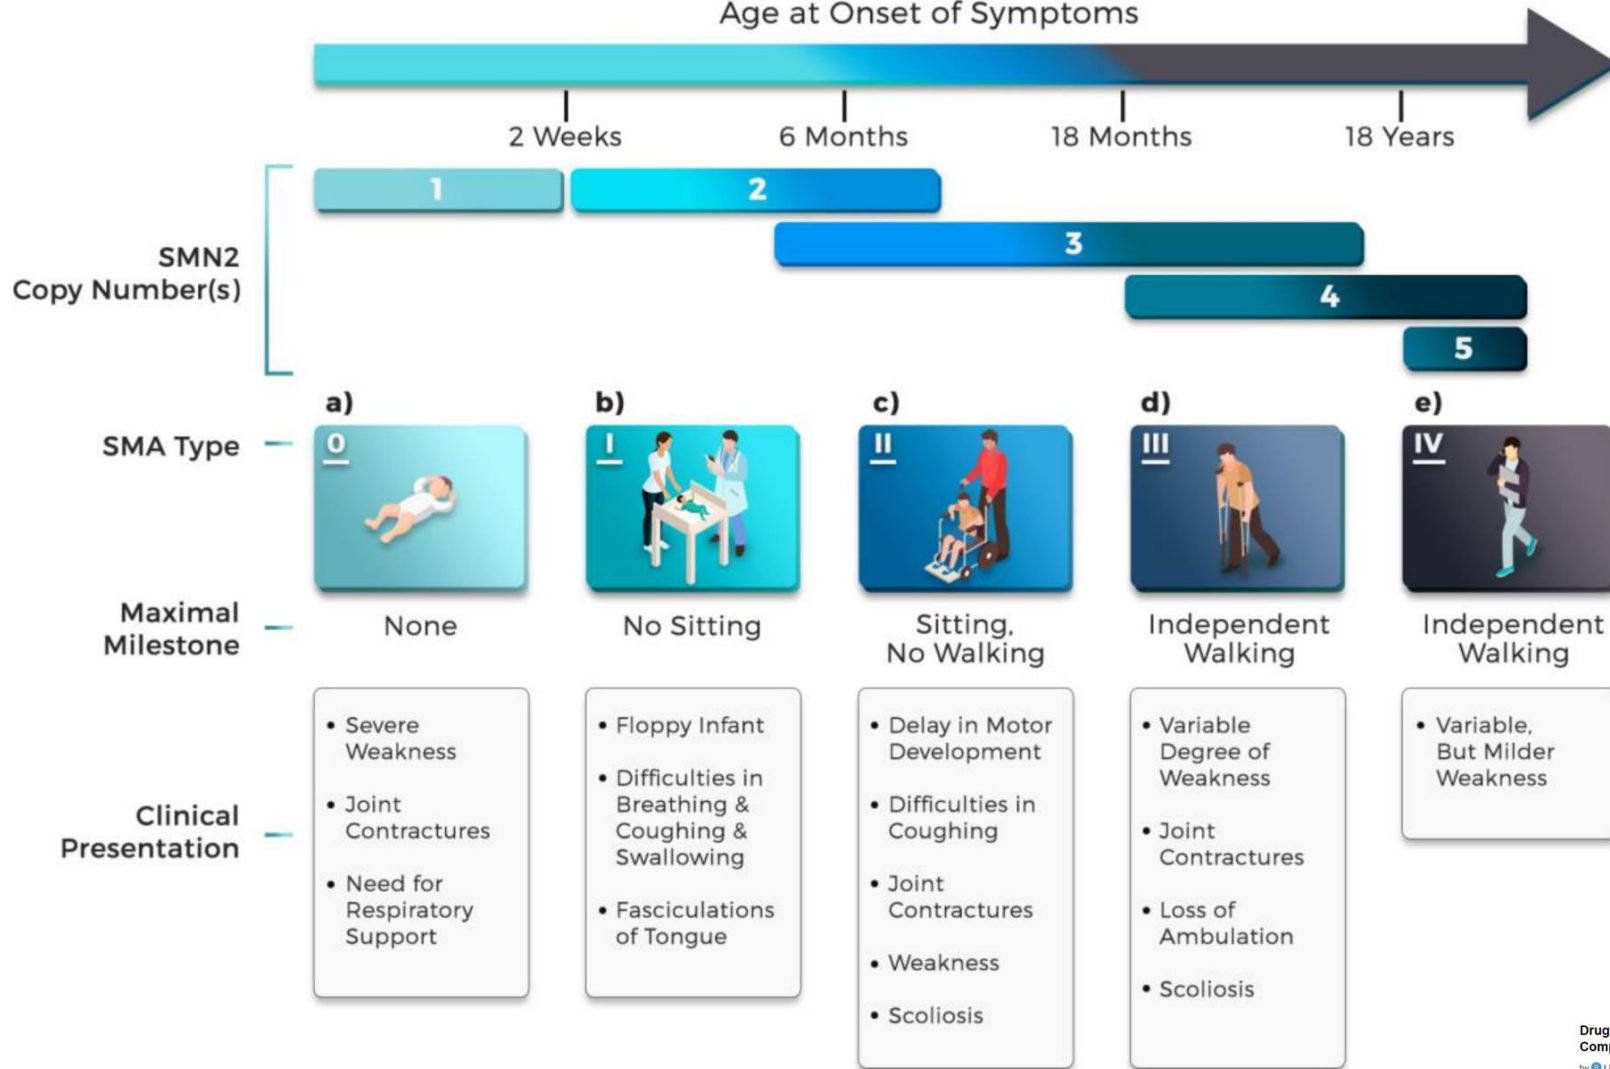 Age at Onset of Symptoms
2 Weeks
6 Months
18 Months
18 Years
SMN2
Copy Number(s)
1
2
3
4
5
a)
b)
c)
d)
e)
SMA Type
0
I
II
III
IV
Maximal
Milestone
None
No Sitting
Sitting,
No Walking
Independent
Walking
Independent
Walking
Clinical
Presentation
• Severe
Weakness
• Joint
Contractures
• Need for
Respiratory
Support
• Floppy Infant
• Difficulties in
Breathing &
Coughing &
Swallowing
• Fasciculations
of Tongue
• Delay in Motor
Development
• Difficulties in
Coughing
• Joint
Contractures
• Weakness
• Scoliosis
• Variable
Degree of
Weakness
• Joint
Contractures
• Loss of
Ambulation
• Scoliosis
• Variable,
But Milder
Weakness
Drug
Com
by